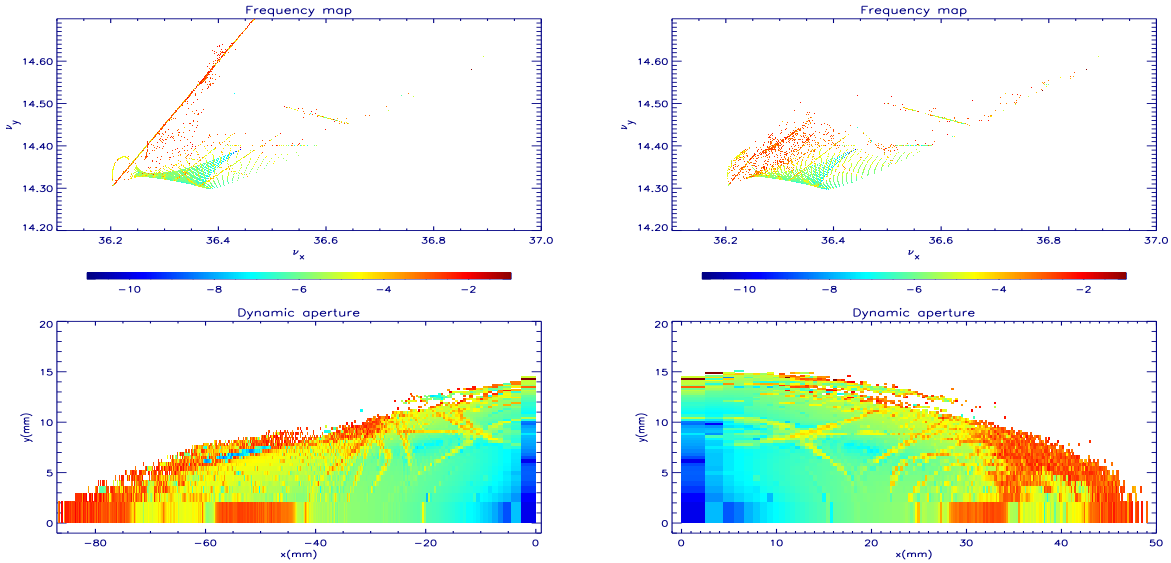 Frequency map
14.60
14.50
14.40
14.30
14.20
ν_y
36.2 36.4 36.6 36.8 37.0
ν_x
-10 -8 -6 -4 -2
Dynamic aperture
20
15
10
5
0
y(mm)
-80 -60 -40 -20 0
x(mm)
Frequency map
14.60
14.50
14.40
14.30
14.20
ν_y
36.2 36.4 36.6 36.8 37.0
ν_x
-10 -8 -6 -4 -2
Dynamic aperture
20
15
10
5
0
y(mm)
0 10 20 30 40 50
x(mm)